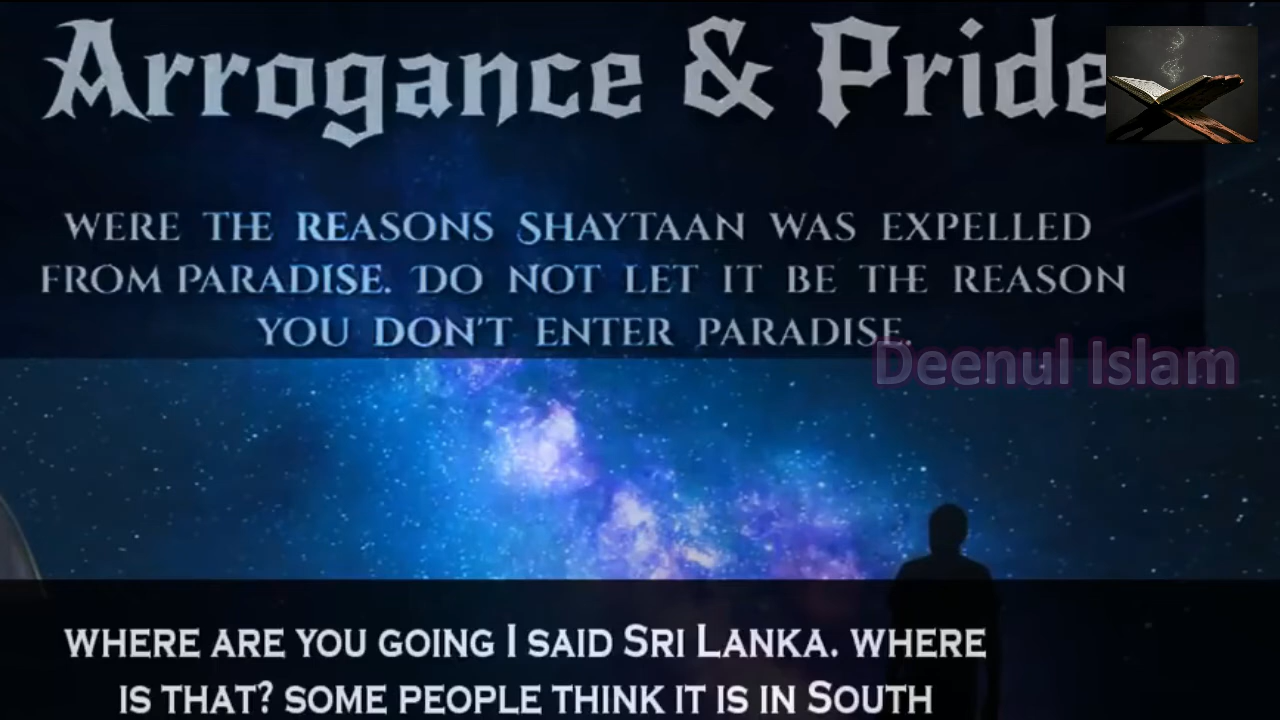 Arrogance & Pride
WERE THE REASONS SHAYTAAN WAS EXPELLED
FROM PARADISE. DO NOT LET IT BE THE REASON
YOU DON'T ENTER PARADISE.
Deenul Islam
WHERE ARE YOU GOING I SAID SRI LANKA. WHERE
IS THAT? SOME PEOPLE THINK IT IS IN SOUTH